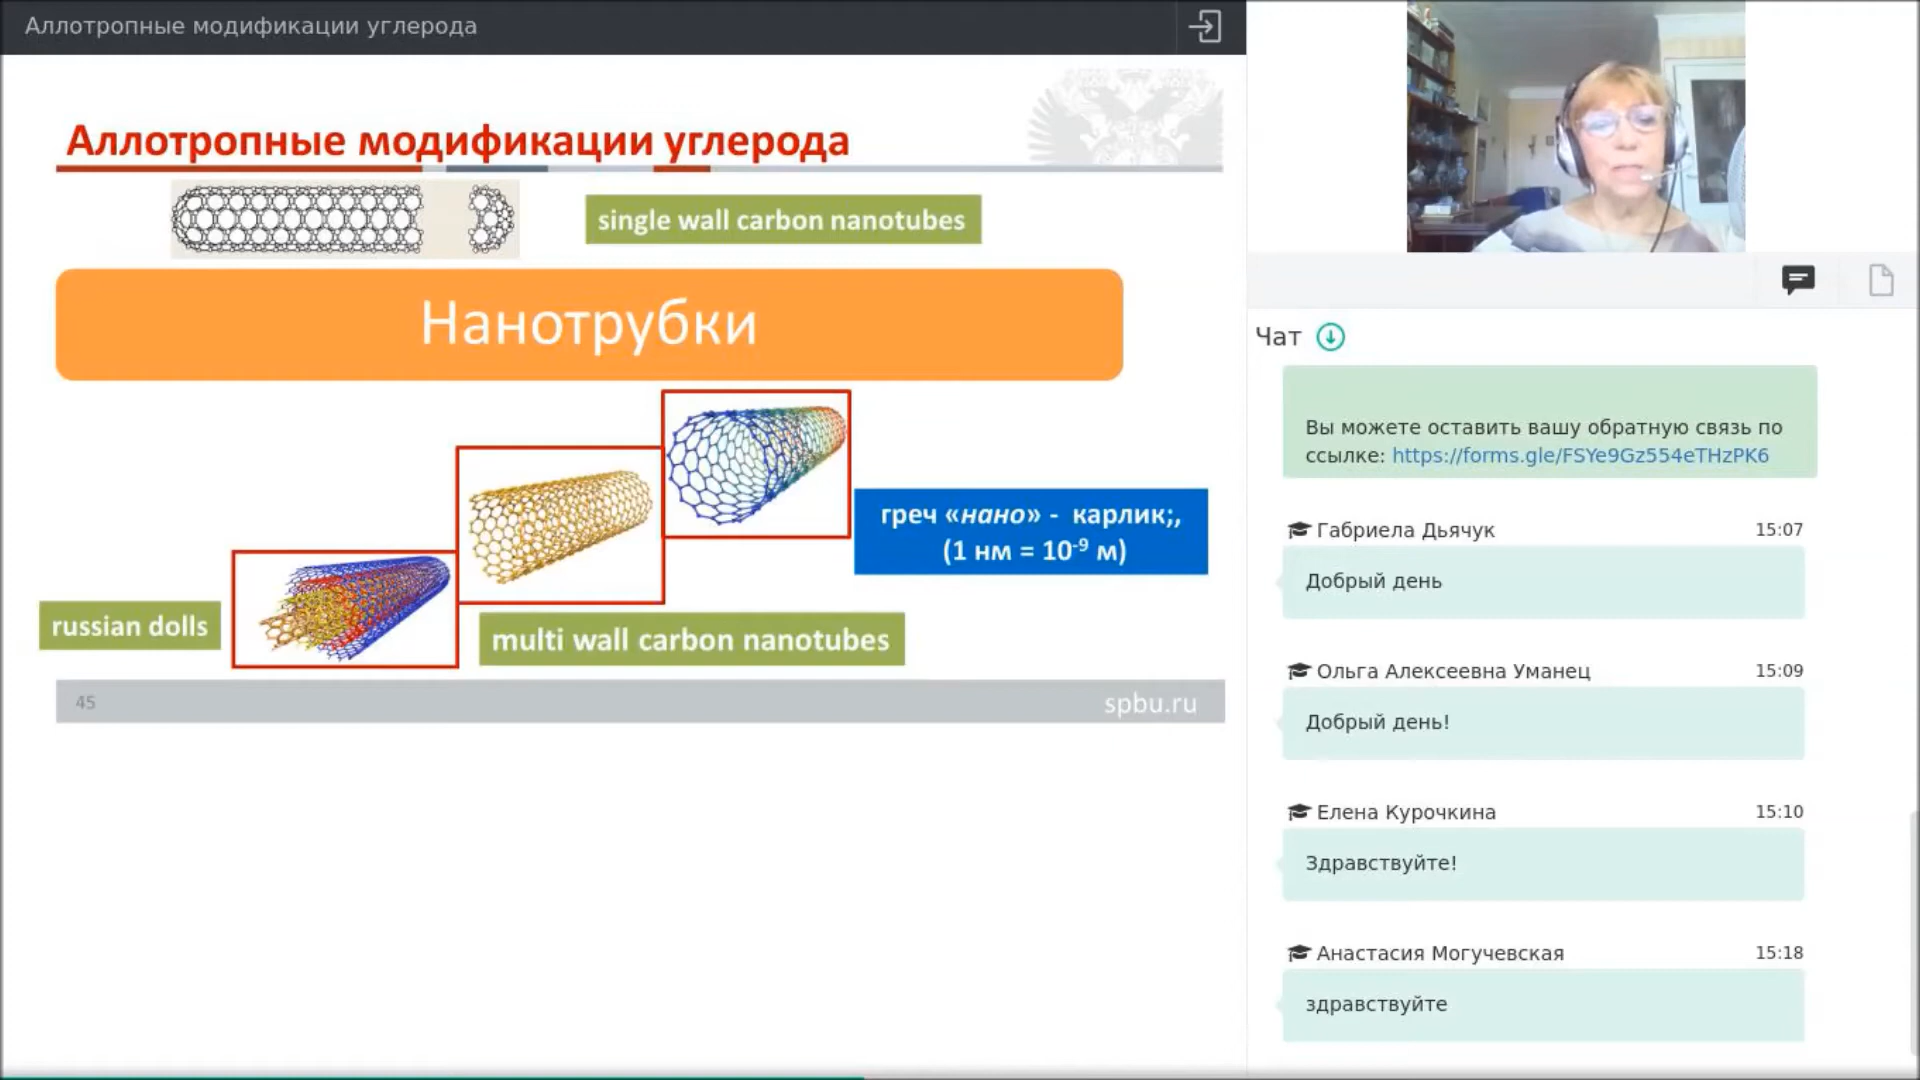 Аллотропные модификации углерода
Аллотропные модификации углерода
single wall carbon nanotubes
Нанотрубки
греч «нано» - карлик;,
(1 нм = 10⁻⁹ м)
russian dolls
multi wall carbon nanotubes
45
spbu.ru
Чат
Вы можете оставить вашу обратную связь по
ссылке: https://forms.gle/FSYe9Gz554eTHzPK6
Габриела Дьячук 15:07
Добрый день
Ольга Алексеевна Уманец 15:09
Добрый день!
Елена Курочкина 15:10
Здравствуйте!
Анастасия Могучевская 15:18
здравствуйте